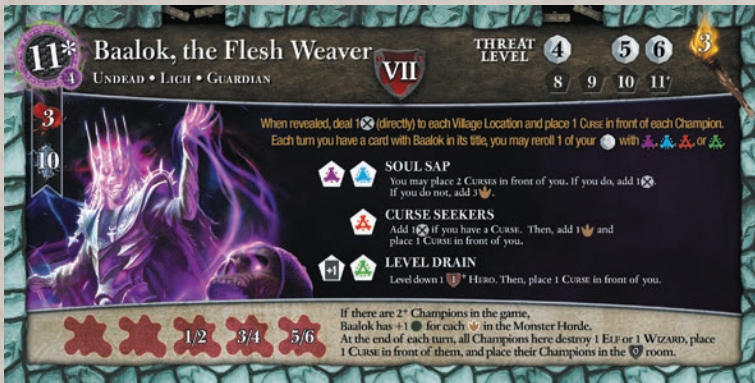 11*
4
Baalok, the Flesh Weaver
Undead • Lich • Guardian
VII
THREAT LEVEL
4 5 6
8 9 10 11+
3
3
10
When revealed, deal 1 (directly) to each Village Location and place 1 Curse in front of each Champion.
Each turn you have a card with Baalok in its title, you may reroll 1 of your with , , , or
SOUL SAP
You may place 2 Curses in front of you. If you do, add 1.
If you do not, add 3.
CURSE SEEKERS
Add 1 if you have a Curse. Then, add 1 and
place 1 Curse in front of you.
+1
LEVEL DRAIN
Level down 1 1+ Hero. Then, place 1 Curse in front of you.
1/2 3/4 5/6
If there are 2+ Champions in the game,
Baalok has +1 for each in the Monster Horde.
At the end of each turn, all Champions here destroy 1 Elf or 1 Wizard, place
1 Curse in front of them, and place their Champions in the 0 room.